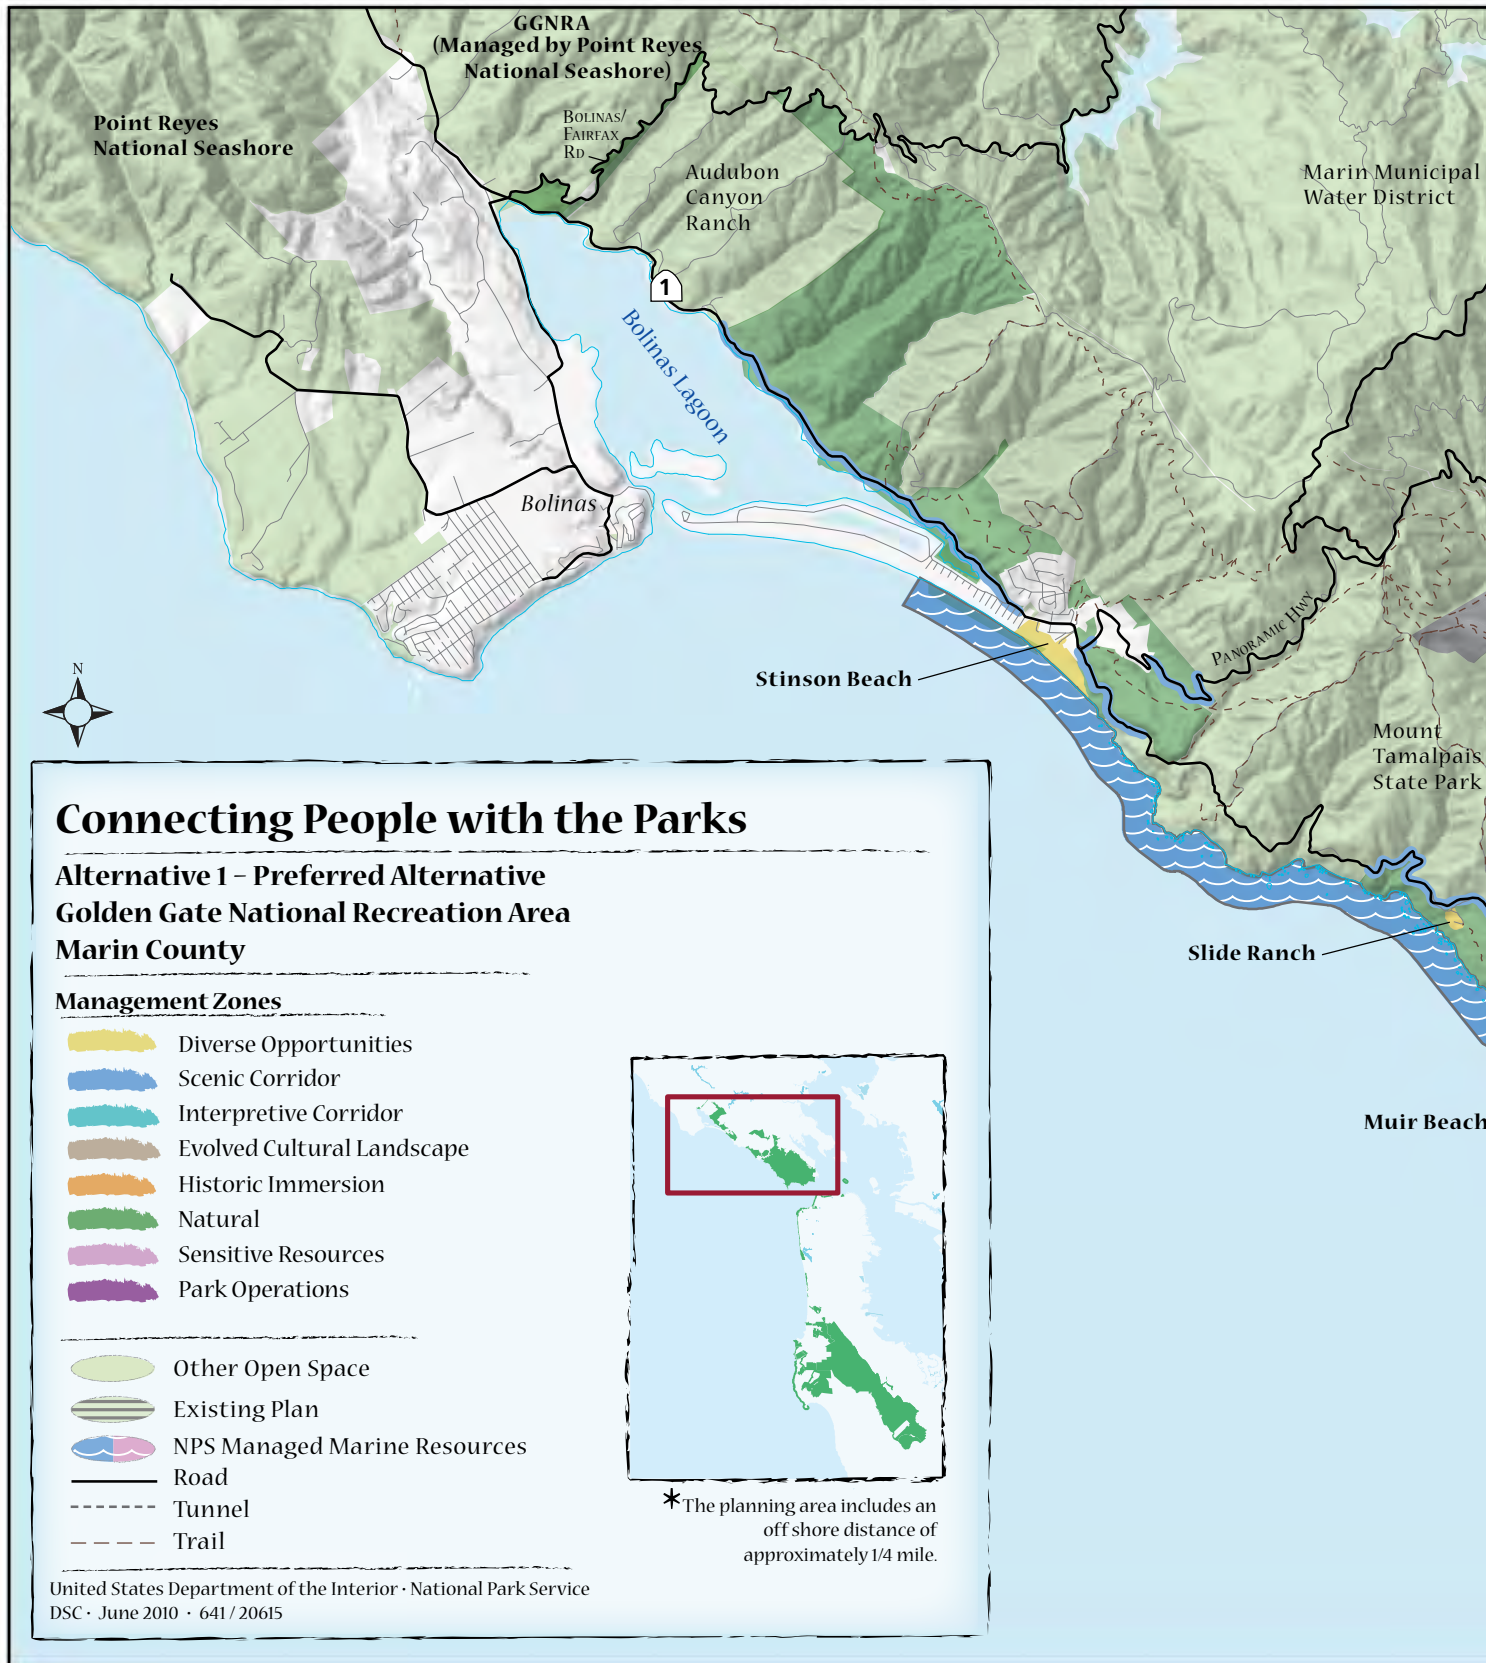 GGNRA
(Managed by Point Reyes
National Seashore)
Point Reyes
National Seashore
BOLINAS/
FAIRFAX
RD
Audubon
Canyon
Ranch
Marin Municipal
Water District
1
Bolinas Lagoon
Bolinas
Stinson Beach
PANORAMIC HWY
Mount
Tamalpais
State Park
Slide Ranch
Muir Beach
N
Connecting People with the Parks
Alternative 1 – Preferred Alternative
Golden Gate National Recreation Area
Marin County
Management Zones
Diverse Opportunities
Scenic Corridor
Interpretive Corridor
Evolved Cultural Landscape
Historic Immersion
Natural
Sensitive Resources
Park Operations
Other Open Space
Existing Plan
NPS Managed Marine Resources
Road
Tunnel
Trail
*The planning area includes an
off shore distance of
approximately 1/4 mile.
United States Department of the Interior · National Park Service
DSC · June 2010 · 641 / 20615